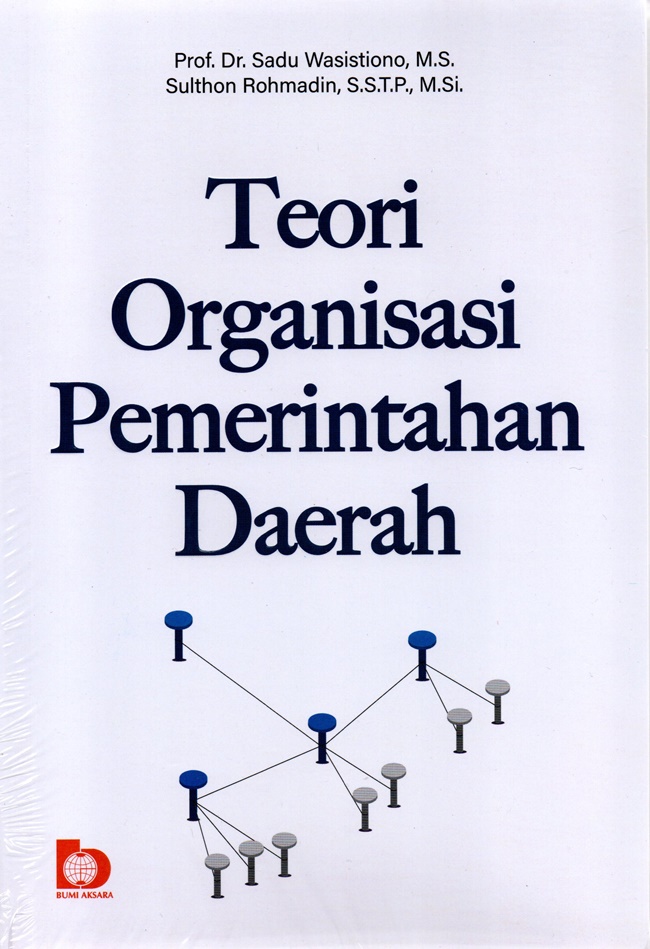 Prof. Dr. Sadu Wasistiono, M.S.
Sulthon Rohmadin, S.S.T.P., M.Si.
Teori
Organisasi
Pemerintahan
Daerah
BUMI AKSARA